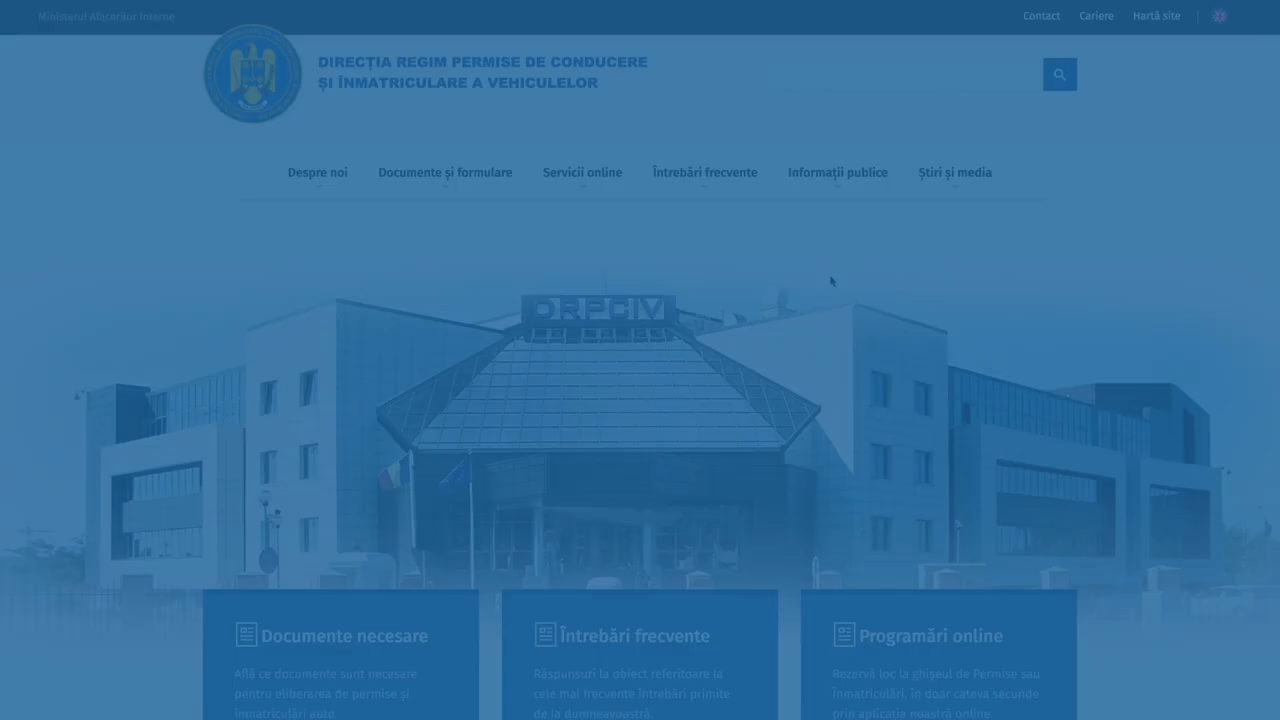 Ministerul Afacerilor Interne
Contact
Cariere
Hartă site
DIRECȚIA REGIM PERMISE DE CONDUCERE
ȘI ÎNMATRICULARE A VEHICULELOR
Despre noi
Documente și formulare
Servicii online
Întrebări frecvente
Informații publice
Știri și media
DRPCIV
Documente necesare
Află ce documente sunt necesare
pentru eliberarea de permise și
înmatriculări auto
Întrebări frecvente
Răspunsuri la obiect referitoare la
cele mai frecvente întrebări primite
de la dumneavoastră.
Programări online
Rezervă loc la ghișeul de Permise sau
Înmatriculări, în doar cateva secunde
prin aplicația noastră online.